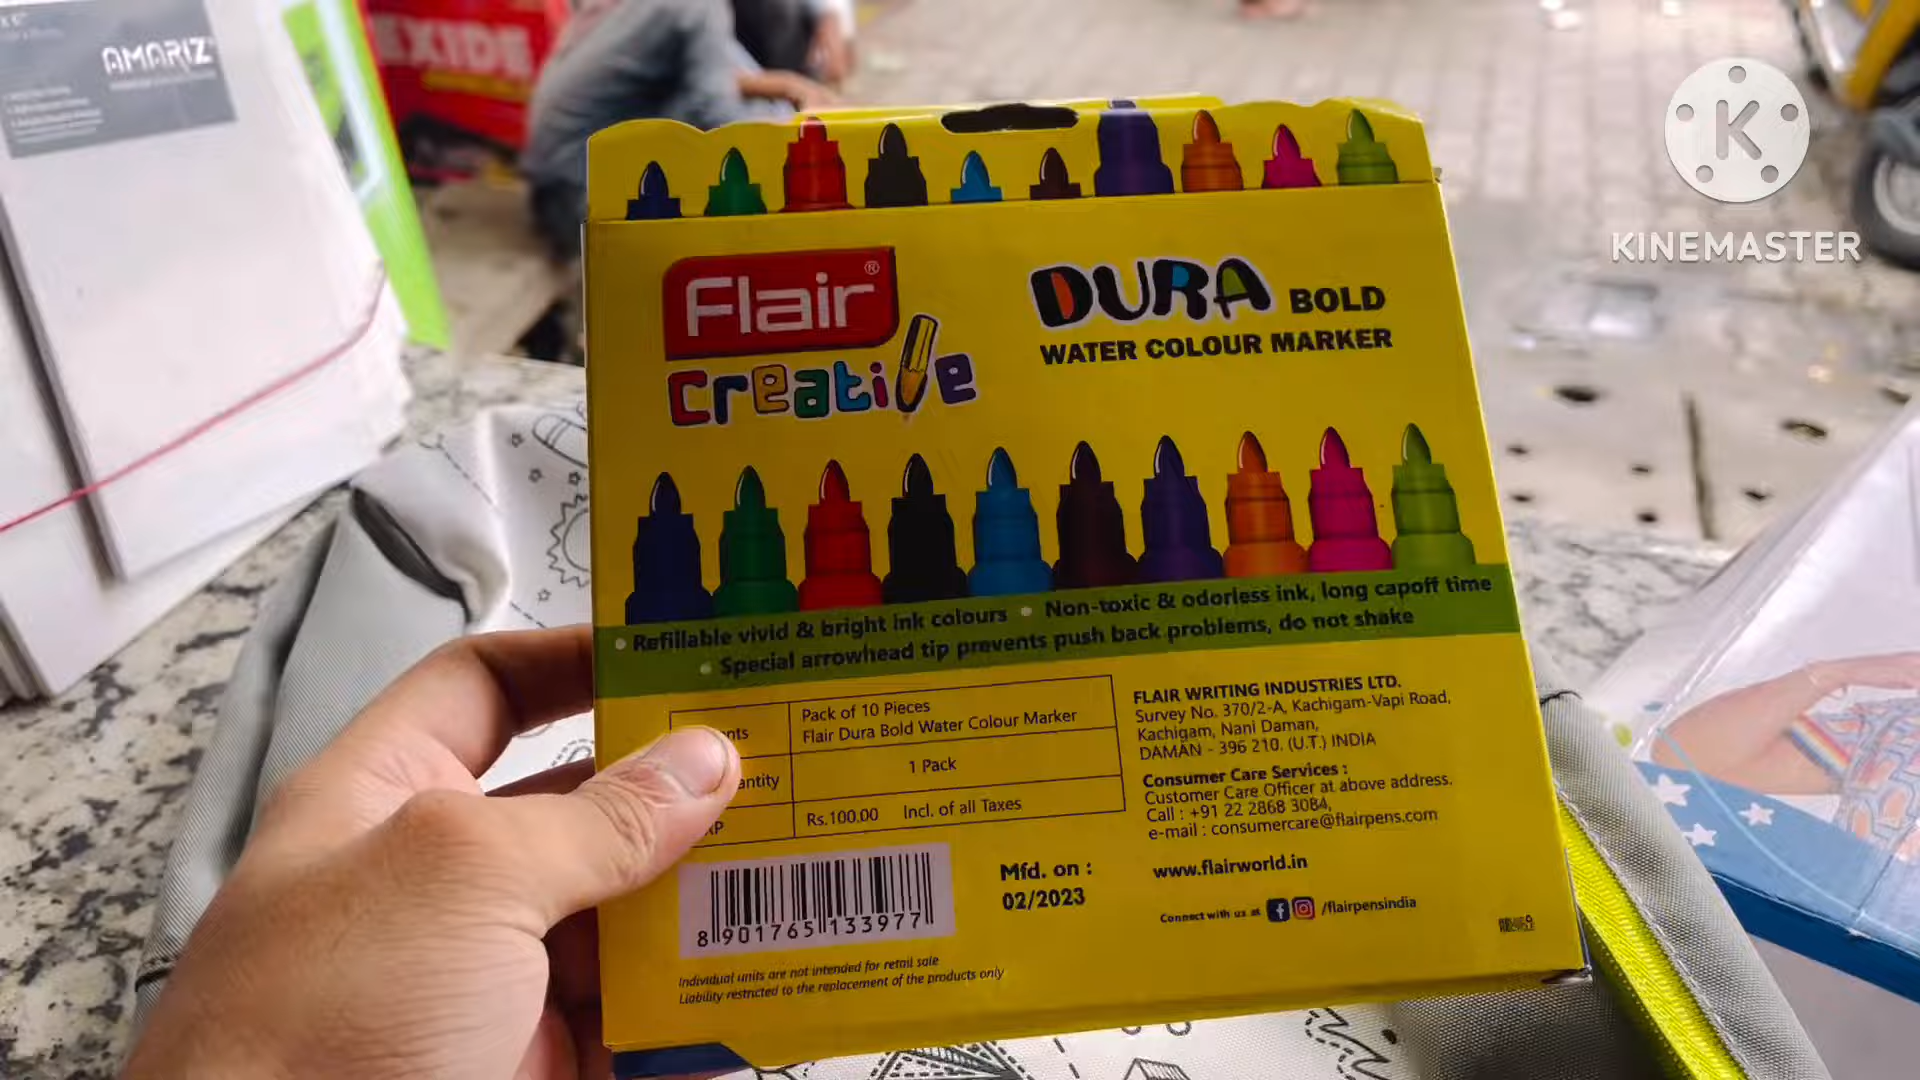 AMARIZ
EXIDE
K
KINEMASTER
Flair®
Creative
DURA BOLD
WATER COLOUR MARKER
• Refillable vivid & bright ink colours • Non-toxic & odorless ink, long capoff time
• Special arrowhead tip prevents push back problems, do not shake
Pack of 10 Pieces
Flair Dura Bold Water Colour Marker
1 Pack
Rs.100.00 Incl. of all Taxes
FLAIR WRITING INDUSTRIES LTD.
Survey No. 370/2-A, Kachigam-Vapi Road,
Kachigam, Nani Daman,
DAMAN - 396 210. (U.T.) INDIA
Consumer Care Services :
Customer Care Officer at above address.
Call : +91 22 2868 3084,
e-mail : consumercare@flairpens.com
www.flairworld.in
Connect with us at /flairpensindia
Mfd. on :
02/2023
8 901765 133977
Individual units are not intended for retail sale
Liability restricted to the replacement of the products only